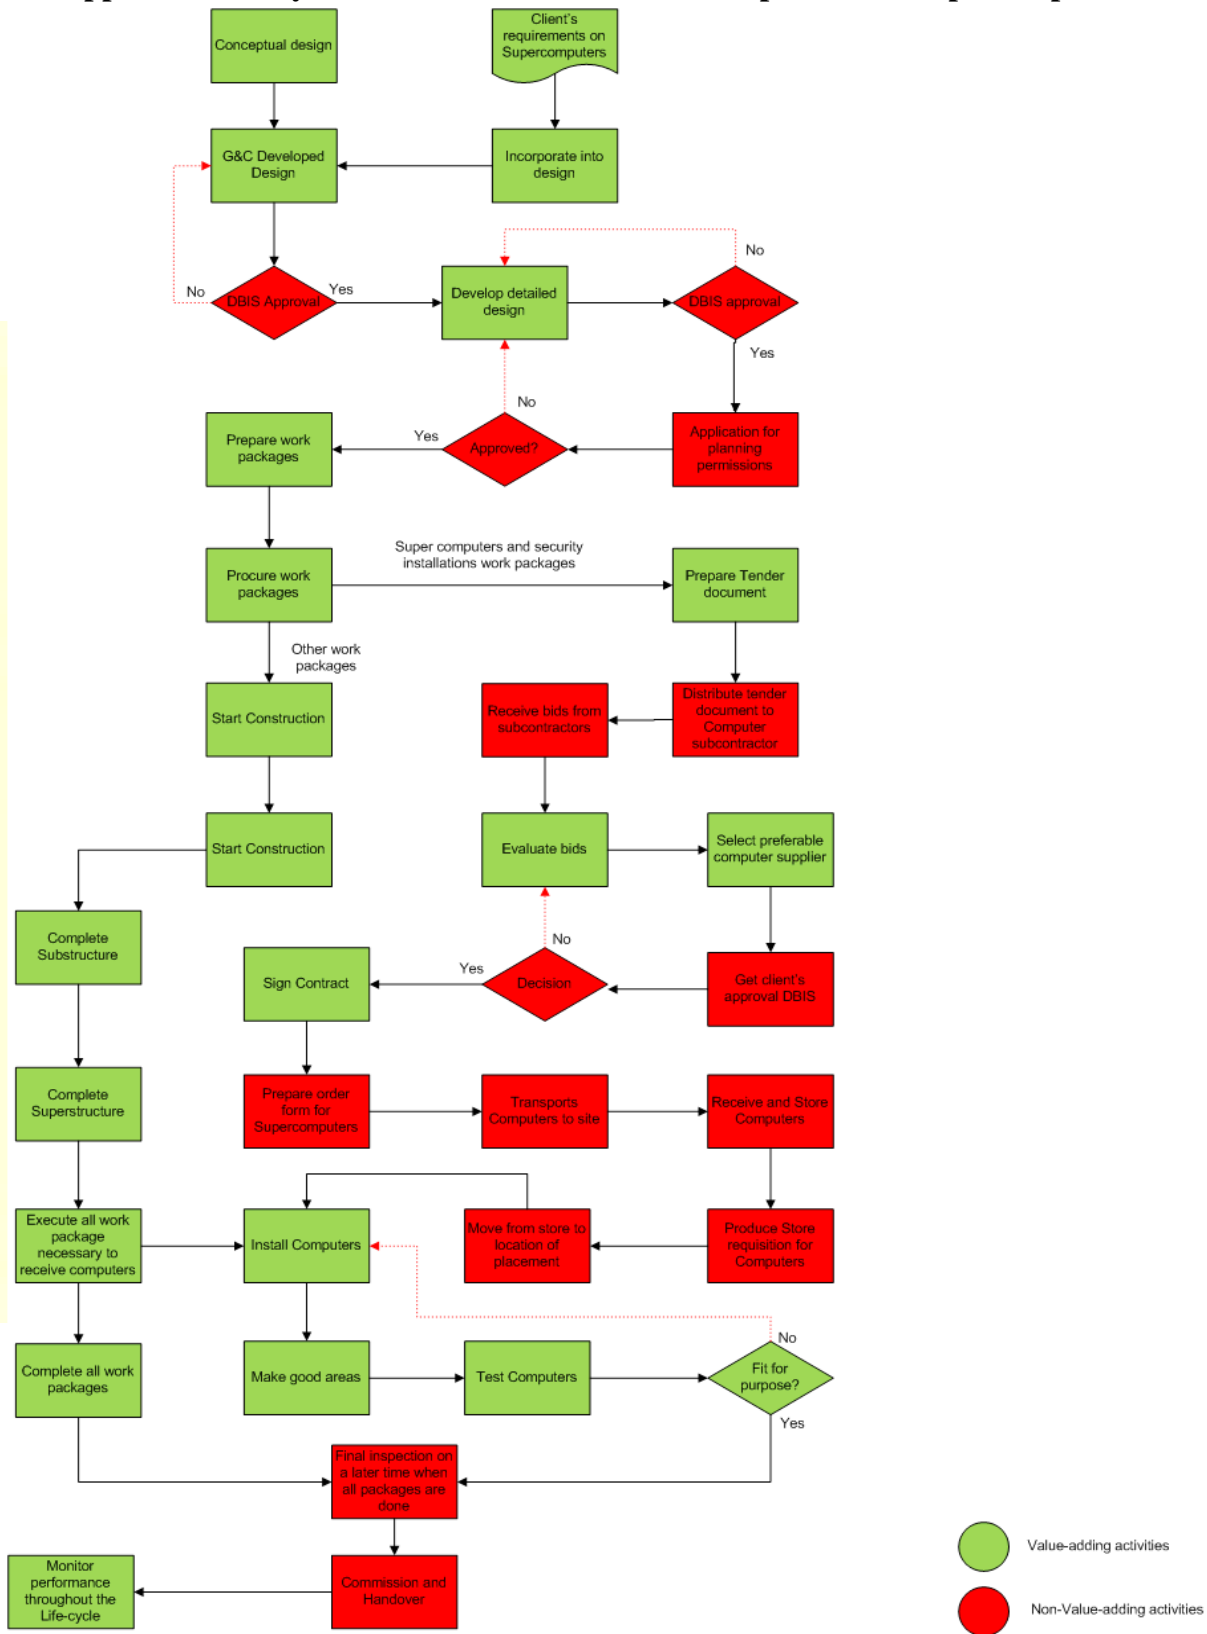 Conceptual design
Client's
requirements on
Supercomputers
G&C Developed
Design
Incorporate into
design
No
No
DBIS Approval
Yes
Develop detailed
design
DBIS approval
Yes
No
Prepare work
packages
Yes
Approved?
Application for
planning
permissions
Super computers and security
installations work packages
Procure work
packages
Prepare Tender
document
Other work
packages
Start Construction
Receive bids from
subcontractors
Distribute tender
document to
Computer
subcontractor
Start Construction
Evaluate bids
Select preferable
computer supplier
Complete
Substructure
No
Sign Contract
Yes
Decision
Get client's
approval DBIS
Complete
Superstructure
Prepare order
form for
Supercomputers
Transports
Computers to site
Receive and Store
Computers
Execute all work
package
necessary to
receive computers
Install Computers
Move from store to
location of
placement
Produce Store
requisition for
Computers
No
Complete all work
packages
Make good areas
Test Computers
Fit for
purpose?
Yes
Final inspection on
a later time when
all packages are
done
Monitor
performance
throughout the
Life-cycle
Commission and
Handover
Value-adding activities
Non-Value-adding activities